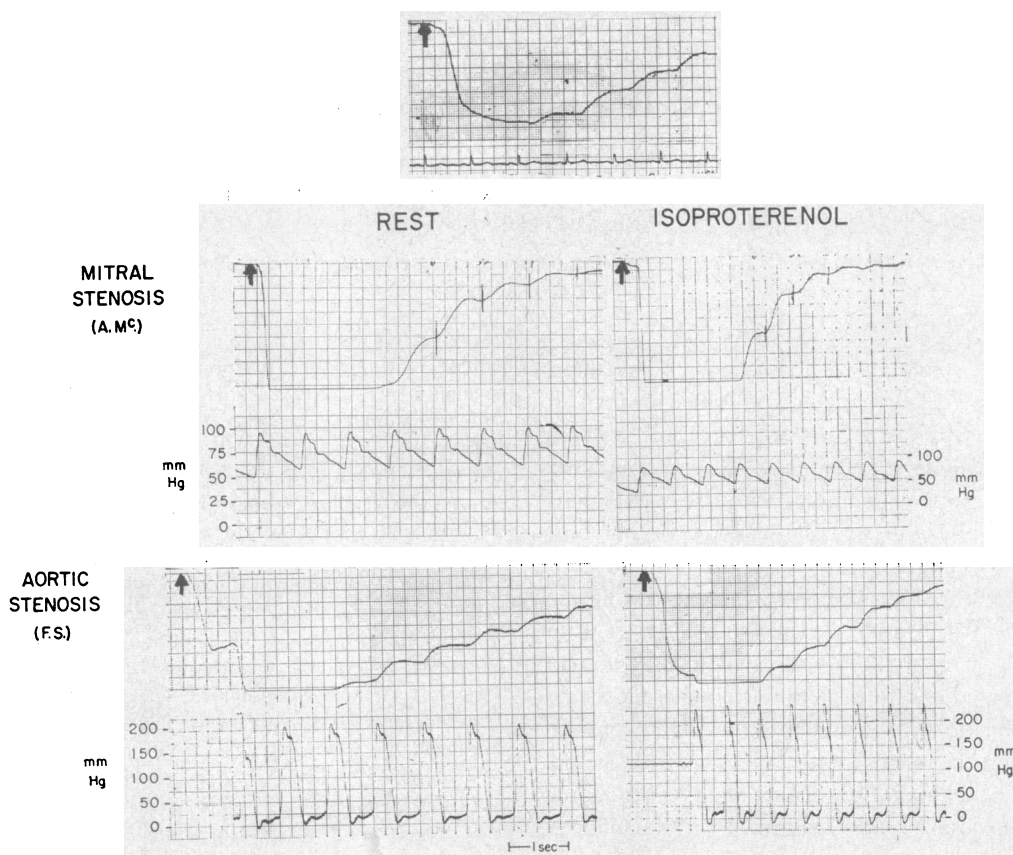 REST
ISOPROTERENOL
MITRAL
STENOSIS
(A.Mc.)
100
75
50
25
0
mm
Hg
100
50
0
mm
Hg
AORTIC
STENOSIS
(F.S.)
200
150
100
50
0
mm
Hg
200
150
100
50
0
mm
Hg
1 sec